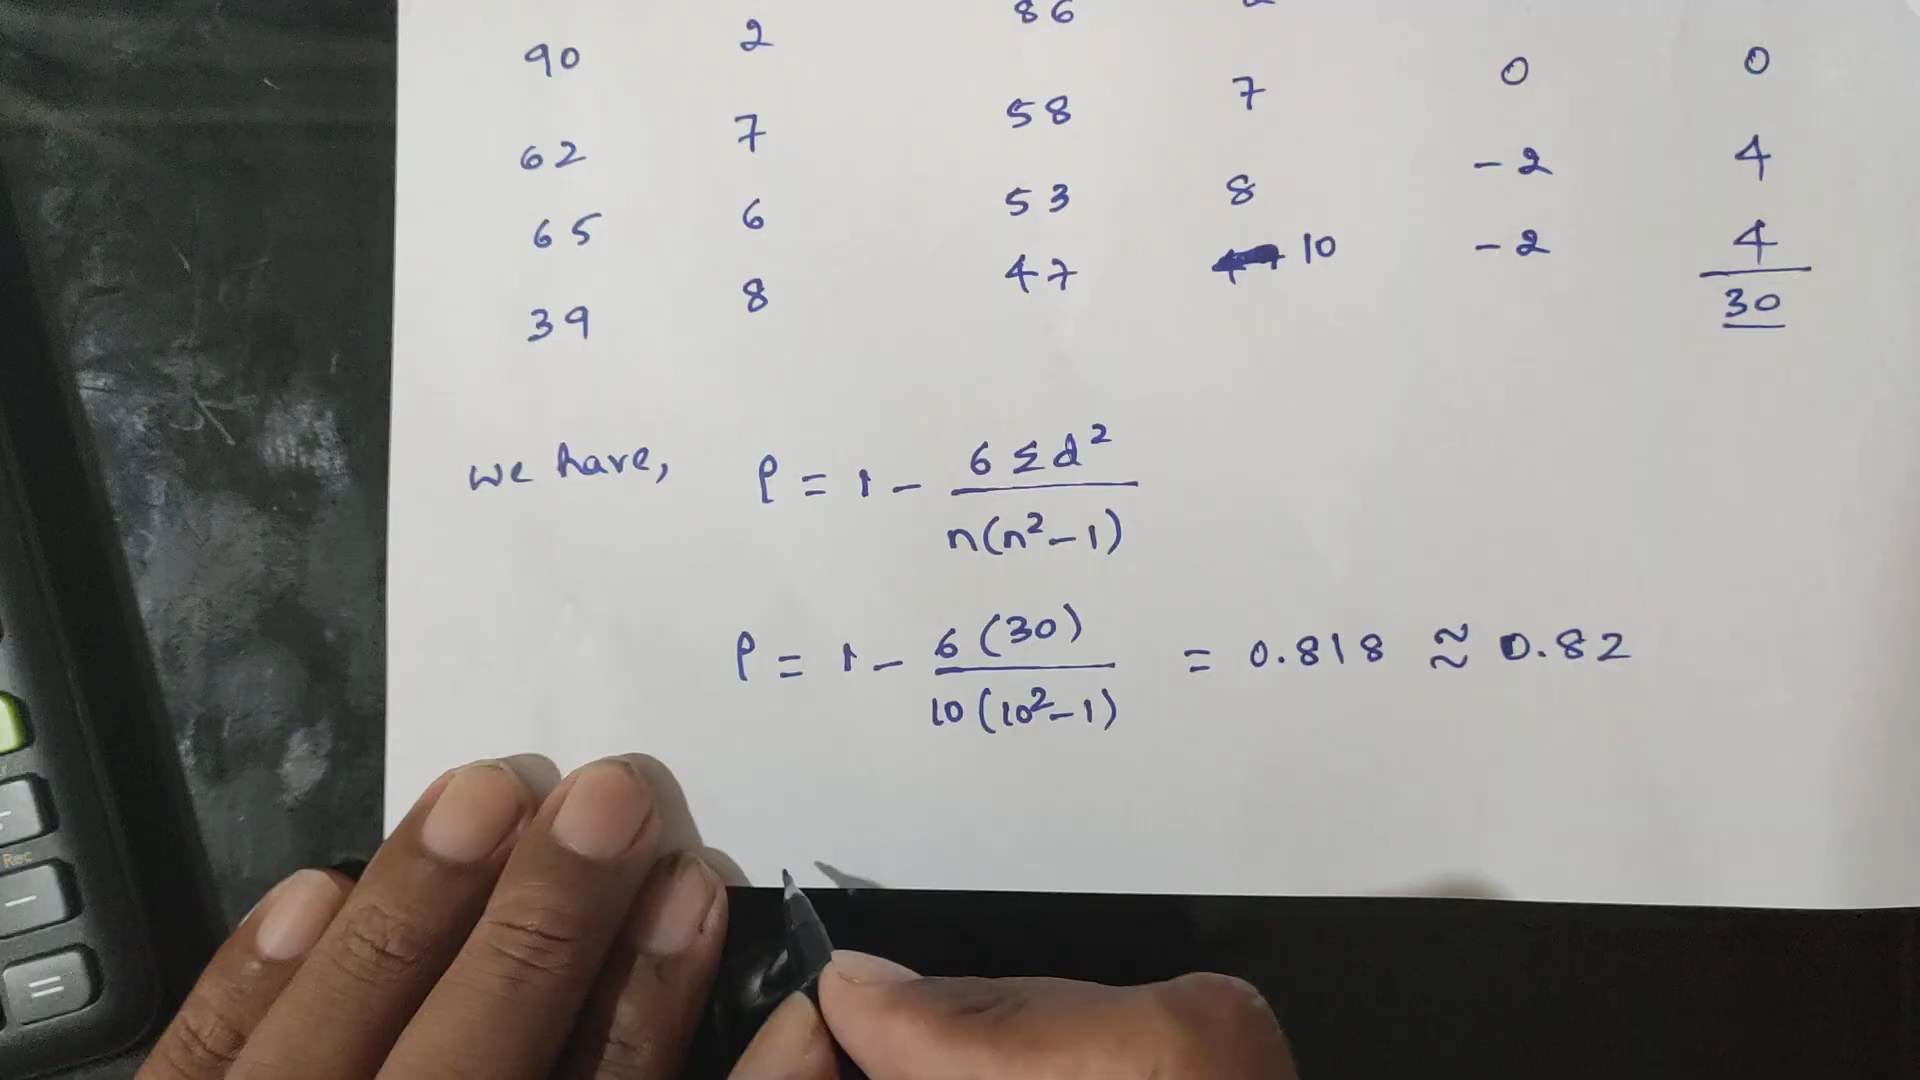 90 2 86
62 7 58 7 0 0
65 6 53 8 -2 4
39 8 47 10 -2 4
30
we have, ρ = 1 - 6 Σd² / n(n²-1)
ρ = 1 - 6(30) / 10(10²-1) = 0.818 ≈ 0.82
Rec
-
=